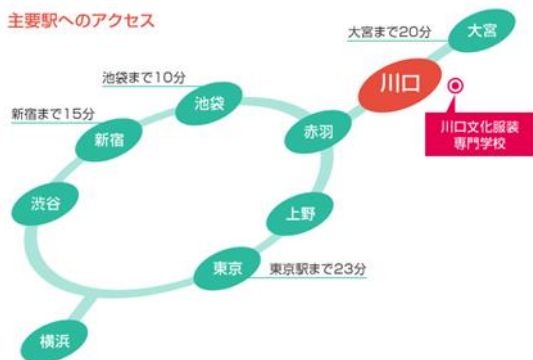 主要駅へのアクセス
大宮まで20分
大宮
川口
池袋まで10分
池袋
川口文化服装
専門学校
新宿まで15分
新宿
赤羽
渋谷
上野
東京
東京駅まで23分
横浜